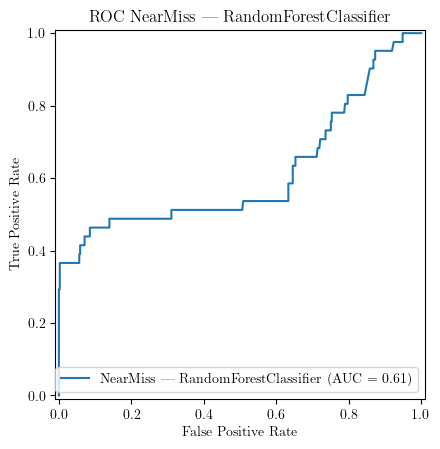 ROC NearMiss — RandomForestClassifier
1.0
0.8
0.6
0.4
0.2
0.0
True Positive Rate
NearMiss — RandomForestClassifier (AUC = 0.61)
0.0 0.2 0.4 0.6 0.8 1.0
False Positive Rate